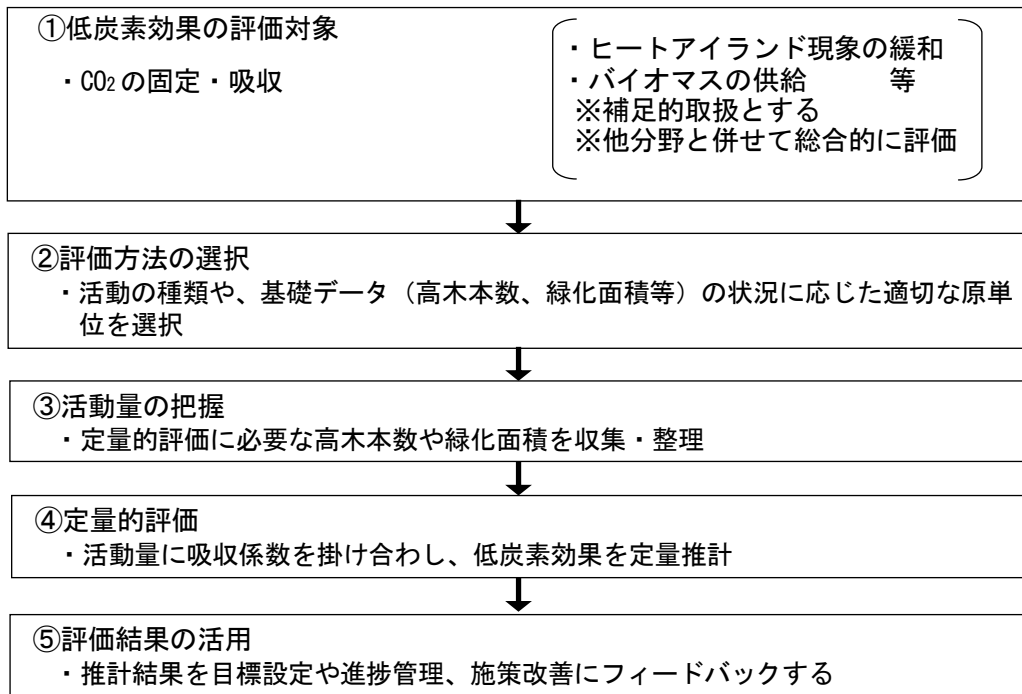 ①低炭素効果の評価対象
・CO₂の固定・吸収
・ヒートアイランド現象の緩和
・バイオマスの供給　　　等
※補足的取扱とする
※他分野と併せて総合的に評価
②評価方法の選択
・活動の種類や、基礎データ（高木本数、緑化面積等）の状況に応じた適切な原単
位を選択
③活動量の把握
・定量的評価に必要な高木本数や緑化面積を収集・整理
④定量的評価
・活動量に吸収係数を掛け合わし、低炭素効果を定量推計
⑤評価結果の活用
・推計結果を目標設定や進捗管理、施策改善にフィードバックする